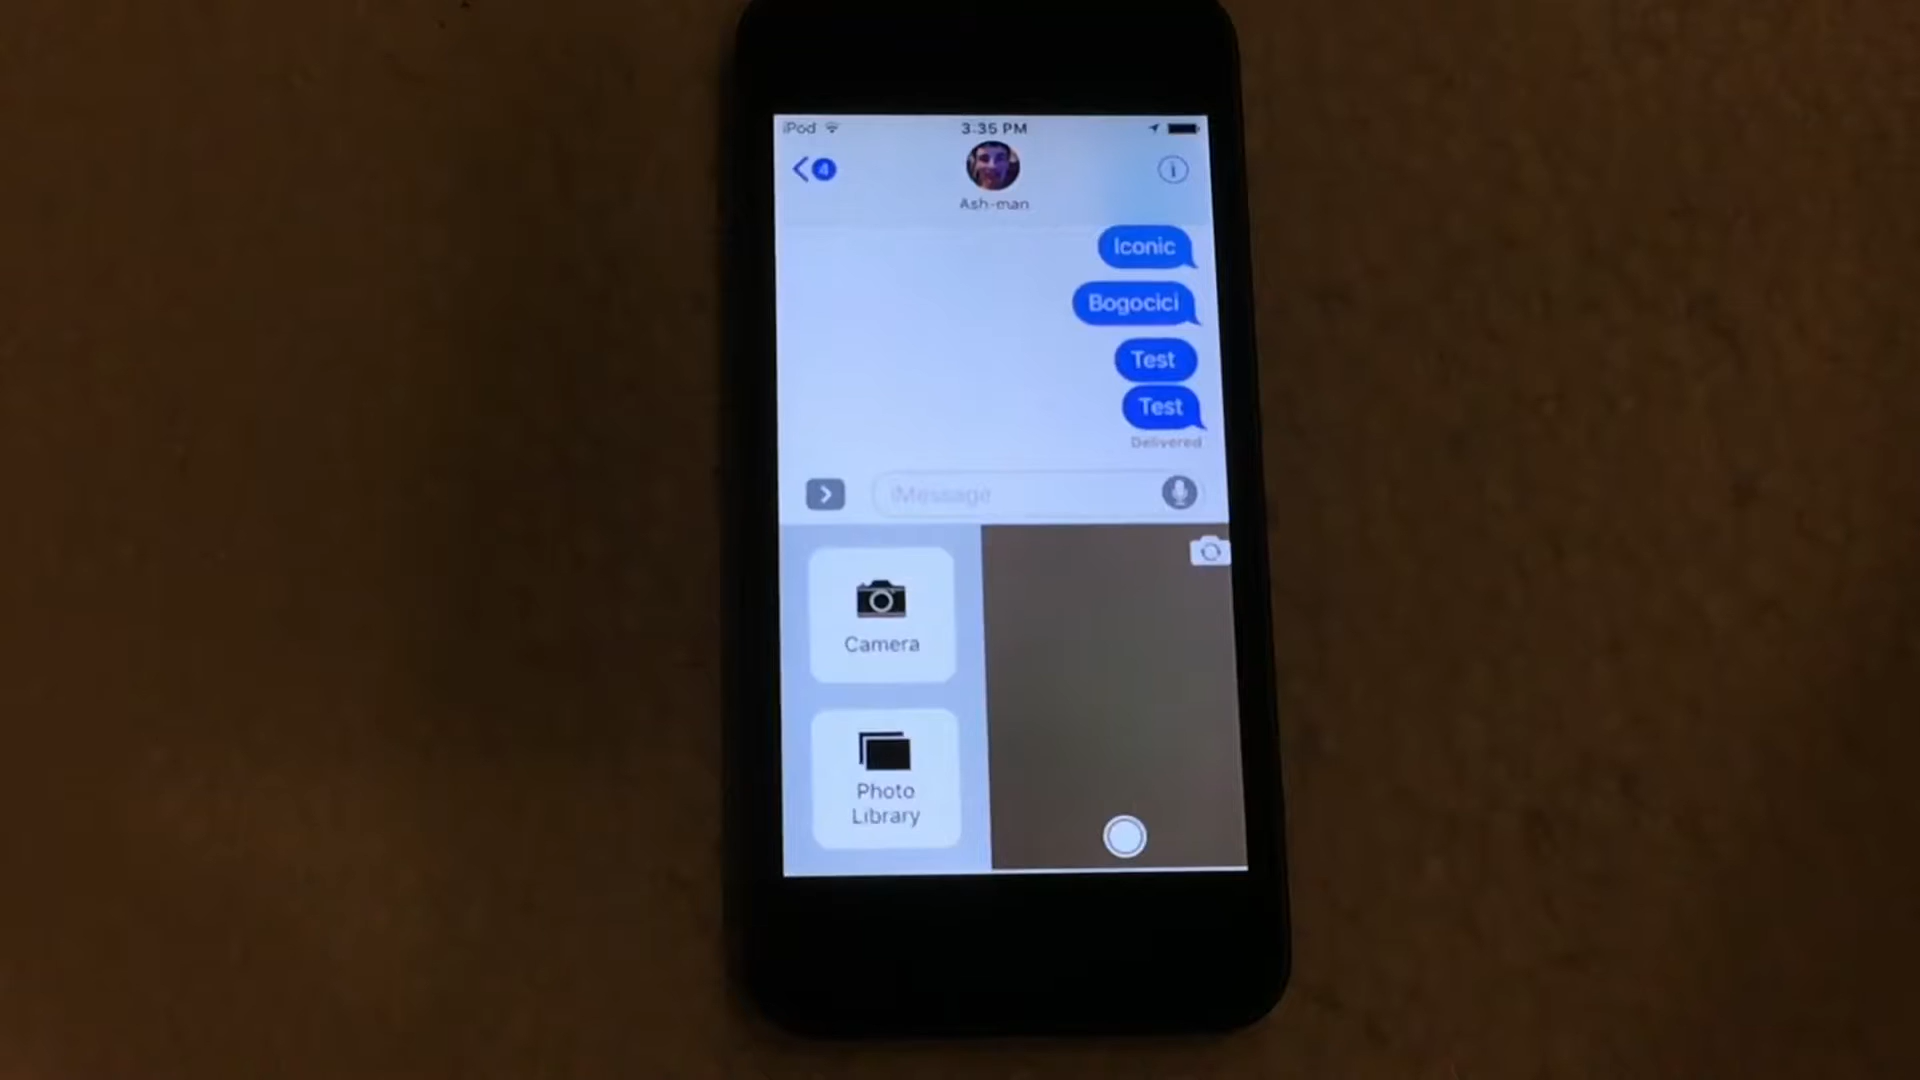 iPod 3:35 PM
4
Ash-man
Iconic
Bogocici
Test
Test
Delivered
iMessage
Camera
Photo
Library